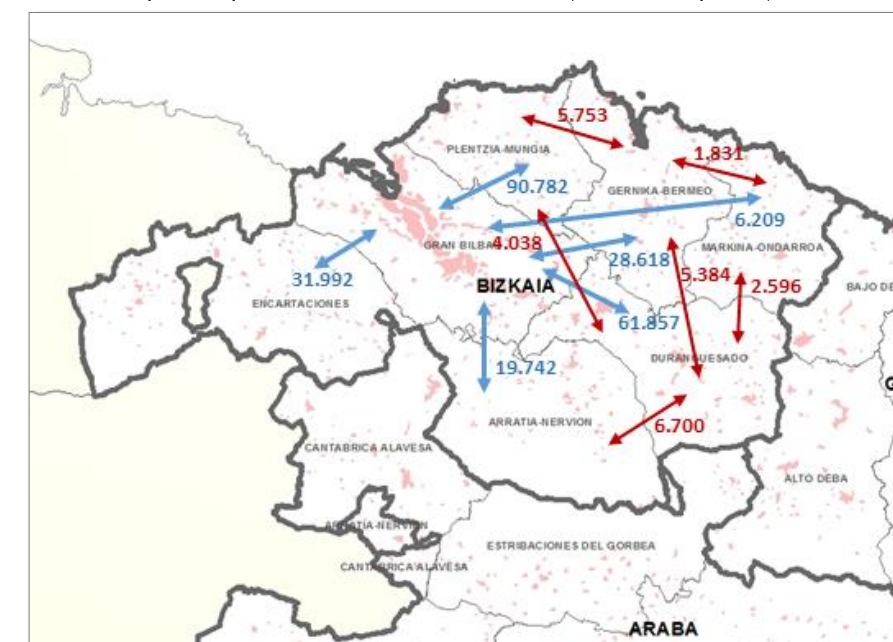 5.753
PLENTZIA-MUNGIA
1.831
90.782
GERNIKA-BERMEO
6.209
GRAN BILBA
4.038
MARKINA-ONDARROA
28.618
31.992
5.384
2.596
BIZKAIA
BAJO DE
ENCARTACIONES
61.857
DURANGUESADO
19.742
ARRATIA-NERVION
6.700
CANTABRICA ALAVESA
ALTO DEBA
ARRATIA-NERVION
ESTRIBACIONES DEL GORBEA
CANTABRICA ALAVESA
ARABA